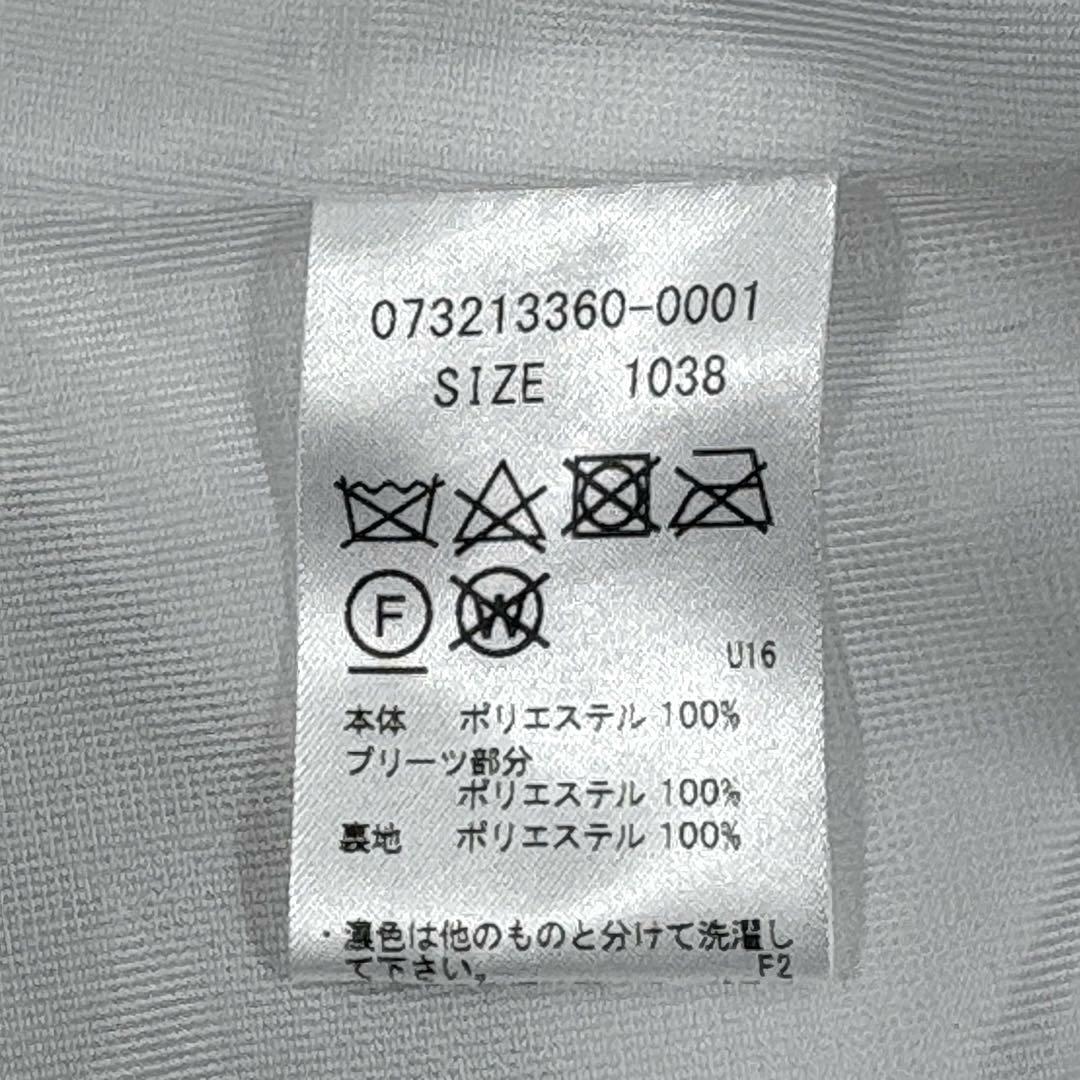 073213360-0001
SIZE 1038
F W
U16
本体 ポリエステル 100%
プリーツ部分
ポリエステル 100%
裏地 ポリエステル 100%
・濃色は他のものと分けて洗濯し
て下さい。 F2